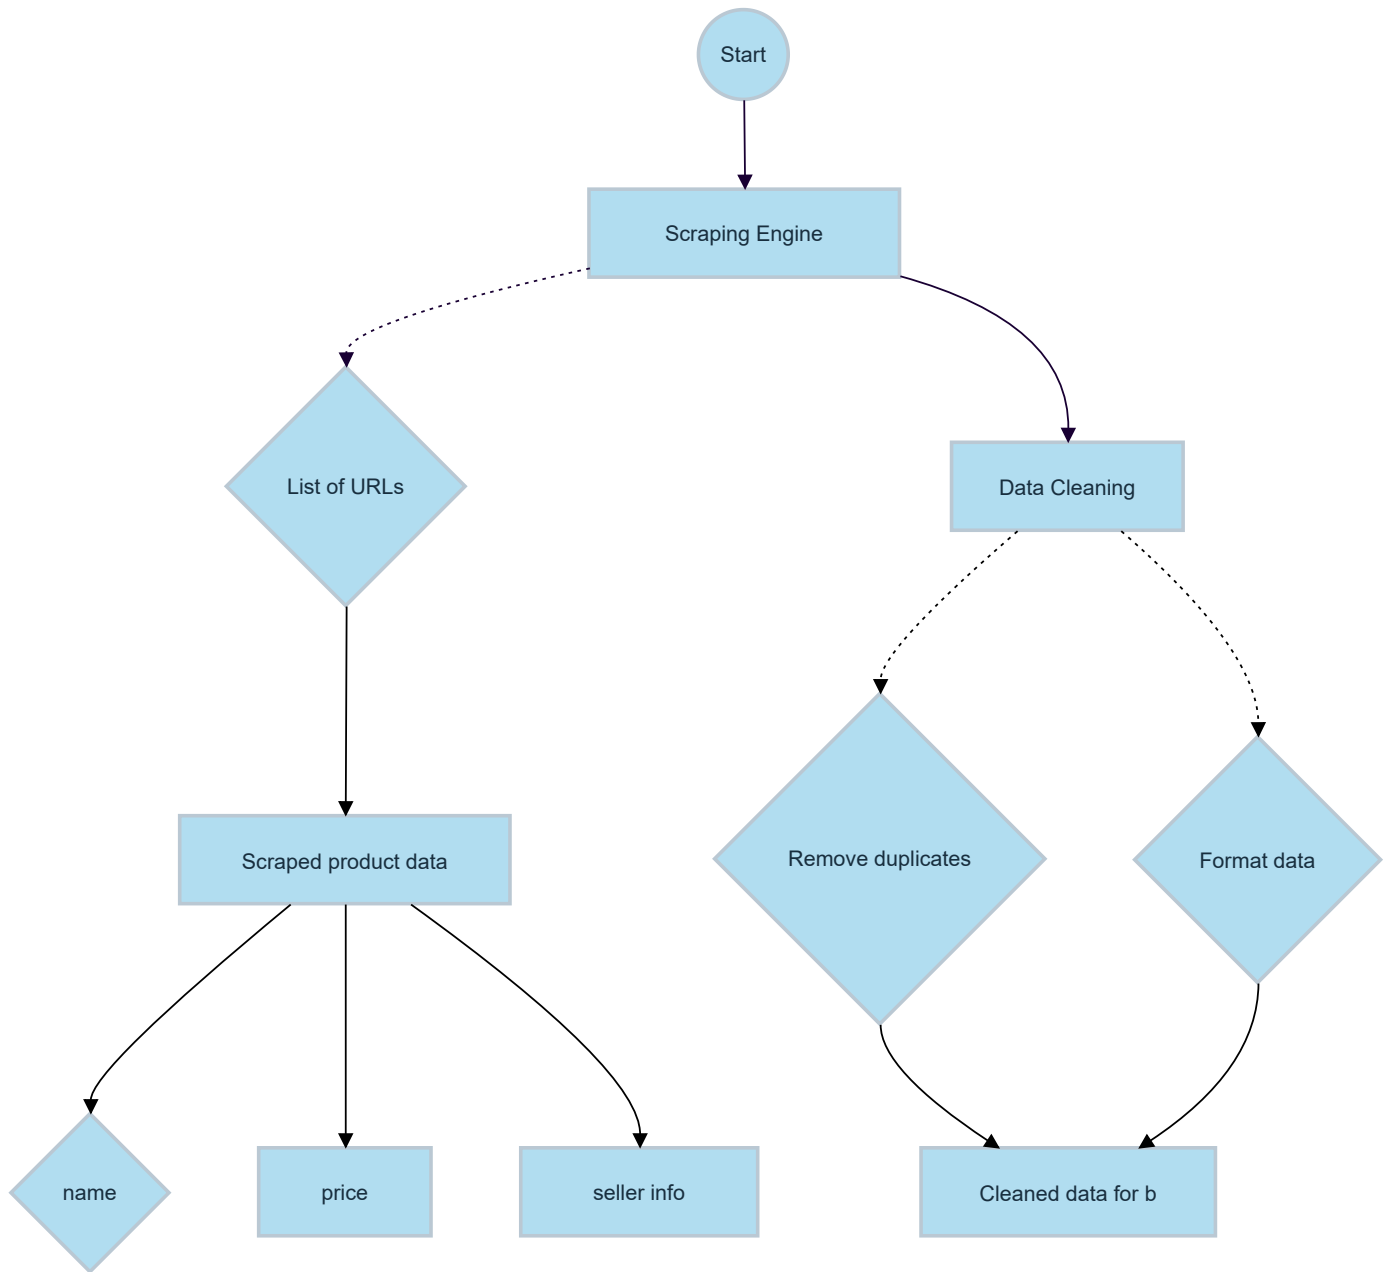 Start
Scraping Engine
List of URLs
Data Cleaning
Scraped product data
Remove duplicates
Format data
name
price
seller info
Cleaned data for b